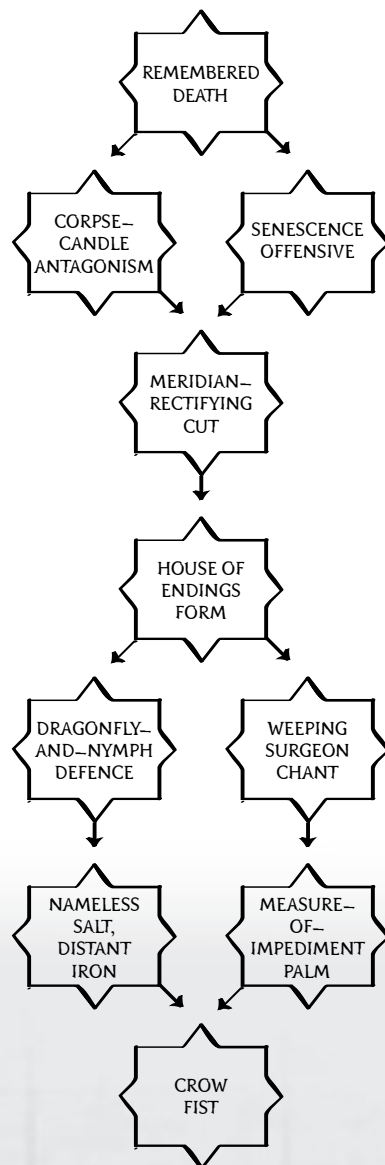 REMEMBERED
DEATH
CORPSE–
CANDLE
ANTAGONISM
SENESCENCE
OFFENSIVE
MERIDIAN–
RECTIFYING
CUT
HOUSE OF
ENDINGS
FORM
DRAGONFLY–
AND–NYMPH
DEFENCE
WEEPING
SURGEON
CHANT
NAMELESS
SALT,
DISTANT
IRON
MEASURE–
OF–
IMPEDIMENT
PALM
CROW
FIST